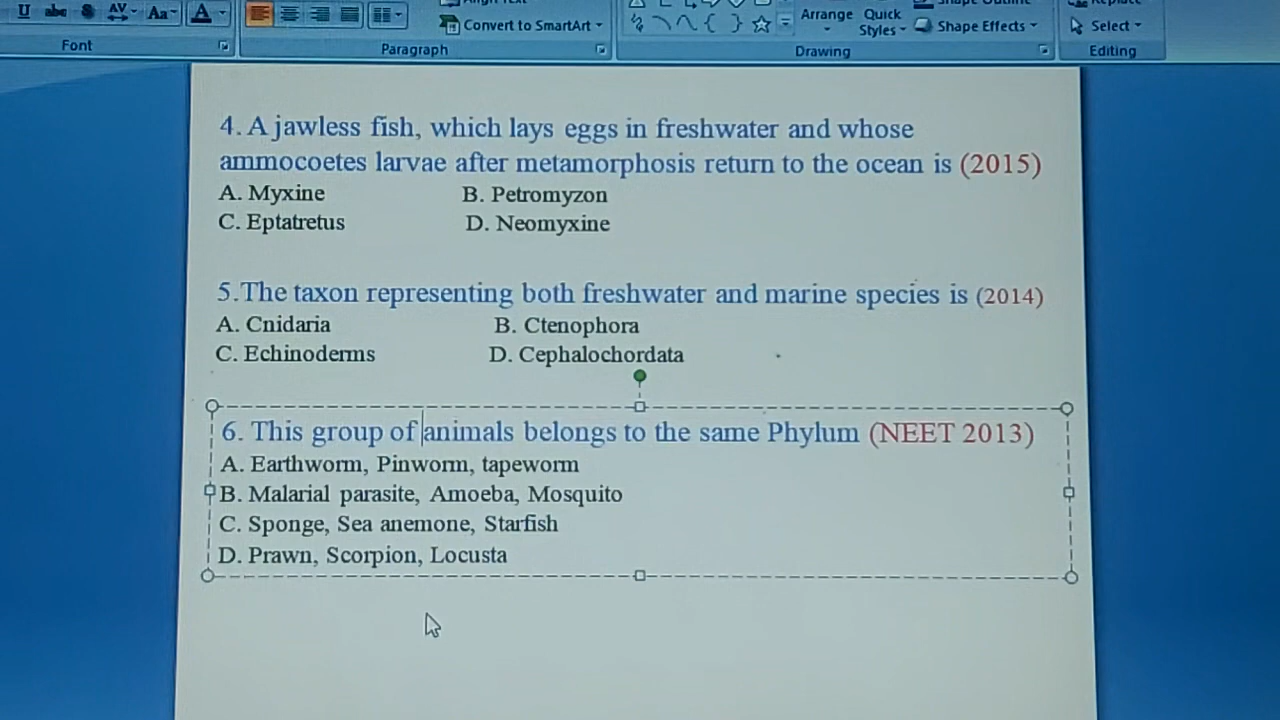 U abc S AV Aa A
Convert to SmartArt
Arrange Quick
Styles
Shape Effects
Select
Font Paragraph Drawing Editing
4. A jawless fish, which lays eggs in freshwater and whose
ammocoetes larvae after metamorphosis return to the ocean is (2015)
A. Myxine B. Petromyzon
C. Eptatretus D. Neomyxine
5.The taxon representing both freshwater and marine species is (2014)
A. Cnidaria B. Ctenophora
C. Echinoderms D. Cephalochordata
6. This group of animals belongs to the same Phylum (NEET 2013)
A. Earthworm, Pinworm, tapeworm
B. Malarial parasite, Amoeba, Mosquito
C. Sponge, Sea anemone, Starfish
D. Prawn, Scorpion, Locusta